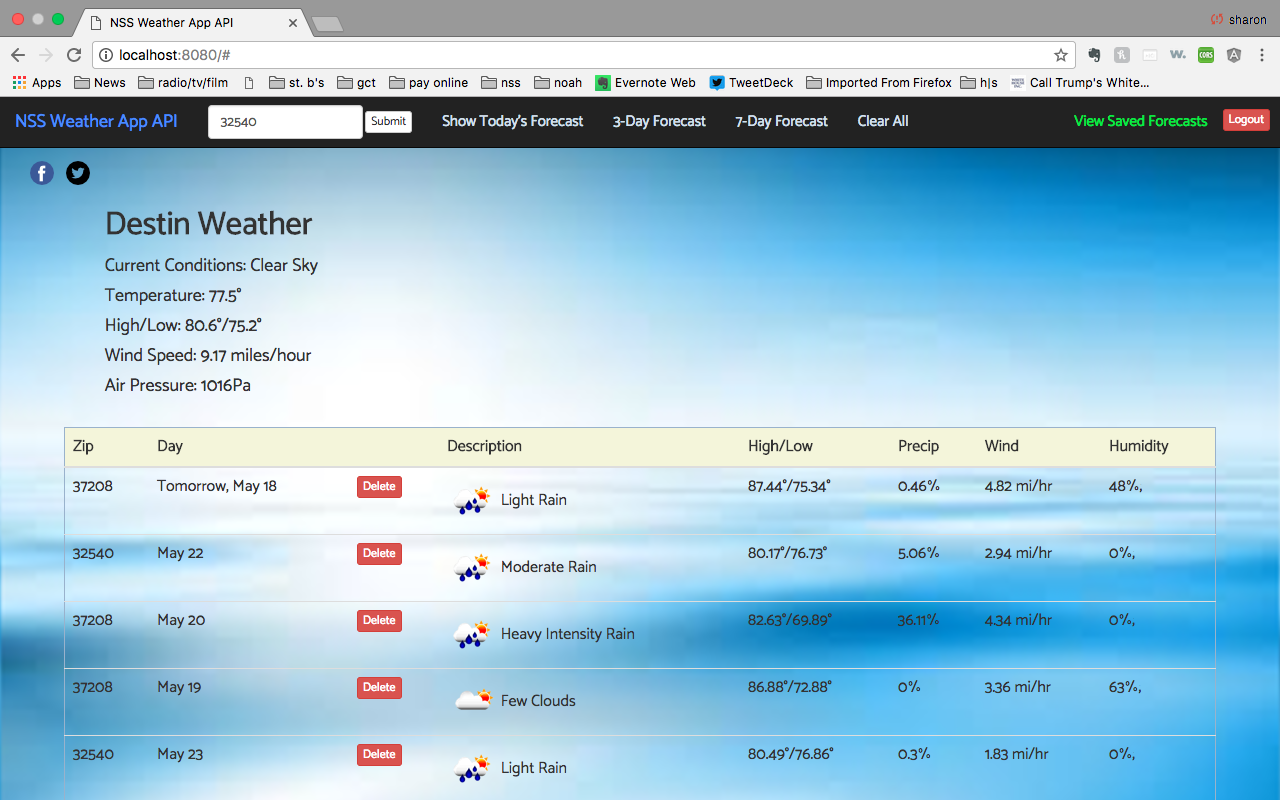 NSS Weather App API
sharon
localhost:8080/#
w. CORS
Apps News radio/tv/film st. b's gct pay online nss noah Evernote Web TweetDeck Imported From Firefox h|s Call Trump's White...
NSS Weather App API 32540 Submit Show Today's Forecast 3-Day Forecast 7-Day Forecast Clear All View Saved Forecasts Logout
Destin Weather
Current Conditions: Clear Sky
Temperature: 77.5°
High/Low: 80.6°/75.2°
Wind Speed: 9.17 miles/hour
Air Pressure: 1016Pa
Zip Day Description High/Low Precip Wind Humidity
37208 Tomorrow, May 18 Delete Light Rain 87.44°/75.34° 0.46% 4.82 mi/hr 48%,
32540 May 22 Delete Moderate Rain 80.17°/76.73° 5.06% 2.94 mi/hr 0%,
37208 May 20 Delete Heavy Intensity Rain 82.63°/69.89° 36.11% 4.34 mi/hr 0%,
37208 May 19 Delete Few Clouds 86.88°/72.88° 0% 3.36 mi/hr 63%,
32540 May 23 Delete Light Rain 80.49°/76.86° 0.3% 1.83 mi/hr 0%,